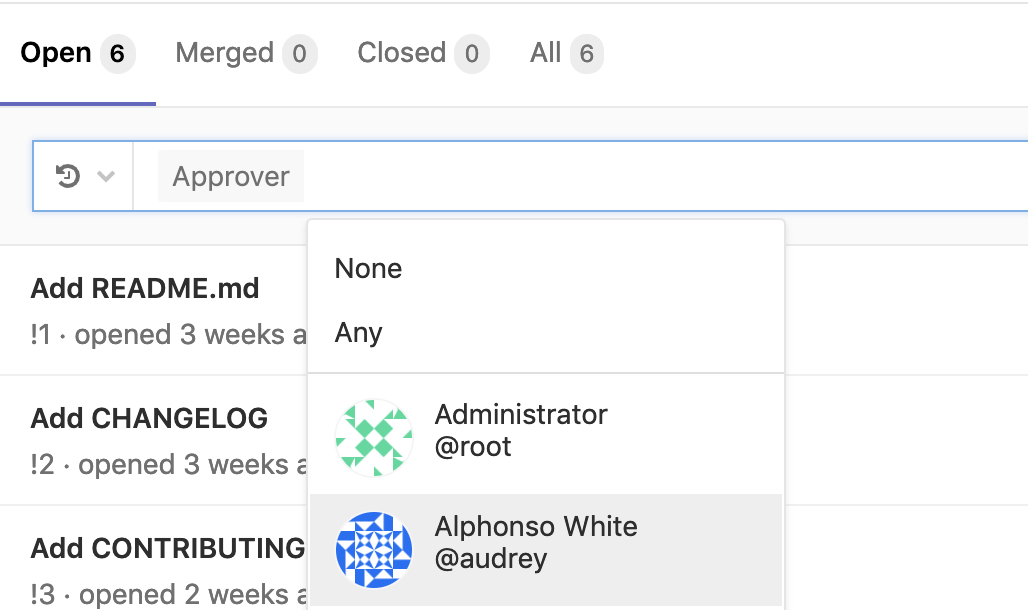 Open 6 Merged 0 Closed 0 All 6
Approver
None
Any
Add README.md
!1 · opened 3 weeks
Administrator
@root
Add CHANGELOG
!2 · opened 3 weeks
Alphonso White
@audrey
Add CONTRIBUTING
!3 · opened 2 weeks